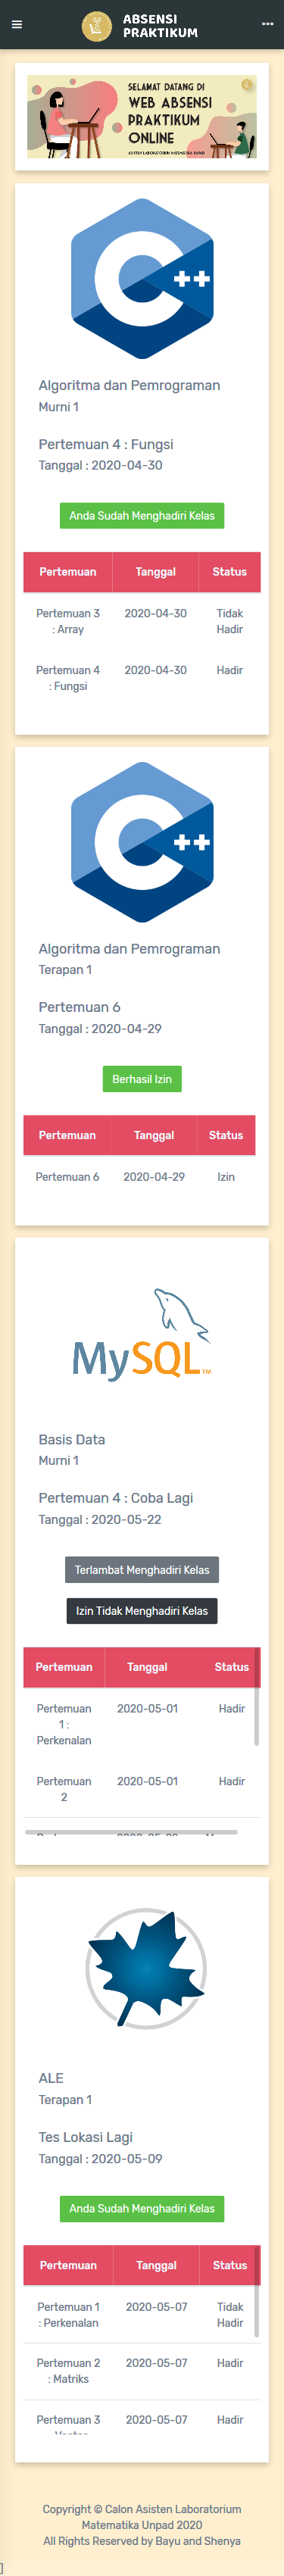 ABSENSI
PRAKTIKUM
SELAMAT DATANG DI
WEB ABSENSI
PRAKTIKUM
ONLINE
++
Algoritma dan Pemrograman
Murni 1
Pertemuan 4 : Fungsi
Tanggal : 2020-04-30
Anda Sudah Menghadiri Kelas
Pertemuan Tanggal Status
Pertemuan 3 2020-04-30 Tidak
: Array Hadir
Pertemuan 4 2020-04-30 Hadir
: Fungsi
++
Algoritma dan Pemrograman
Terapan 1
Pertemuan 6
Tanggal : 2020-04-29
Berhasil Izin
Pertemuan Tanggal Status
Pertemuan 6 2020-04-29 Izin
MySQL™
Basis Data
Murni 1
Pertemuan 4 : Coba Lagi
Tanggal : 2020-05-22
Terlambat Menghadiri Kelas
Izin Tidak Menghadiri Kelas
Pertemuan Tanggal Status
Pertemuan 2020-05-01 Hadir
1 :
Perkenalan
Pertemuan 2020-05-01 Hadir
2
ALE
Terapan 1
Tes Lokasi Lagi
Tanggal : 2020-05-09
Anda Sudah Menghadiri Kelas
Pertemuan Tanggal Status
Pertemuan 1 2020-05-07 Tidak
: Perkenalan Hadir
Pertemuan 2 2020-05-07 Hadir
: Matriks
Pertemuan 3 2020-05-07 Hadir
Copyright © Calon Asisten Laboratorium
Matematika Unpad 2020
All Rights Reserved by Bayu and Shenya
]